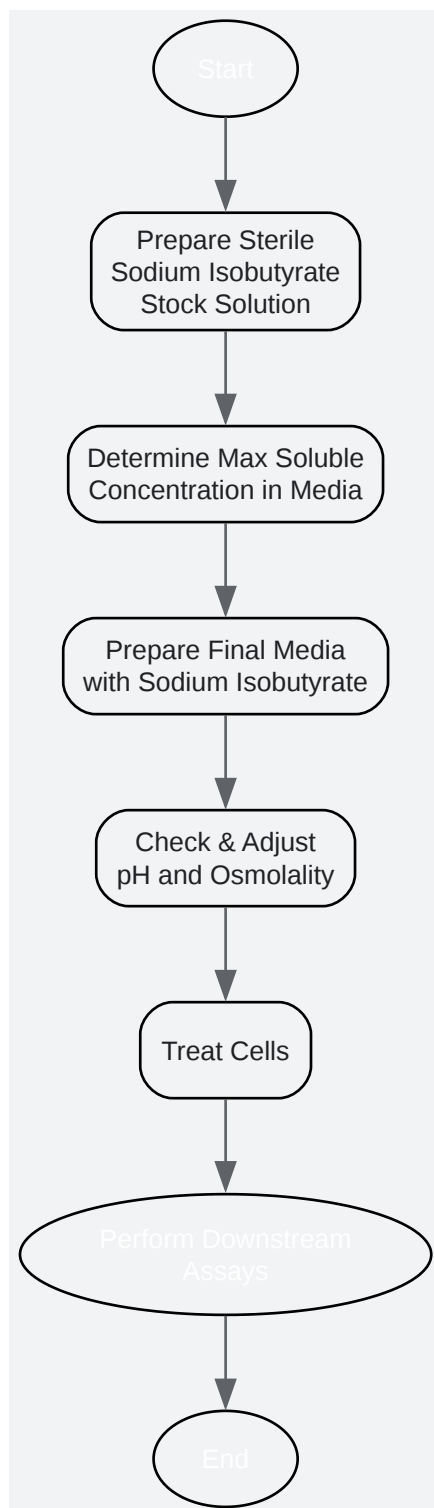 Start
Prepare Sterile
Sodium Isobutyrate
Stock Solution
Determine Max Soluble
Concentration in Media
Prepare Final Media
with Sodium Isobutyrate
Check & Adjust
pH and Osmolality
Treat Cells
Perform Downstream
Assays
End